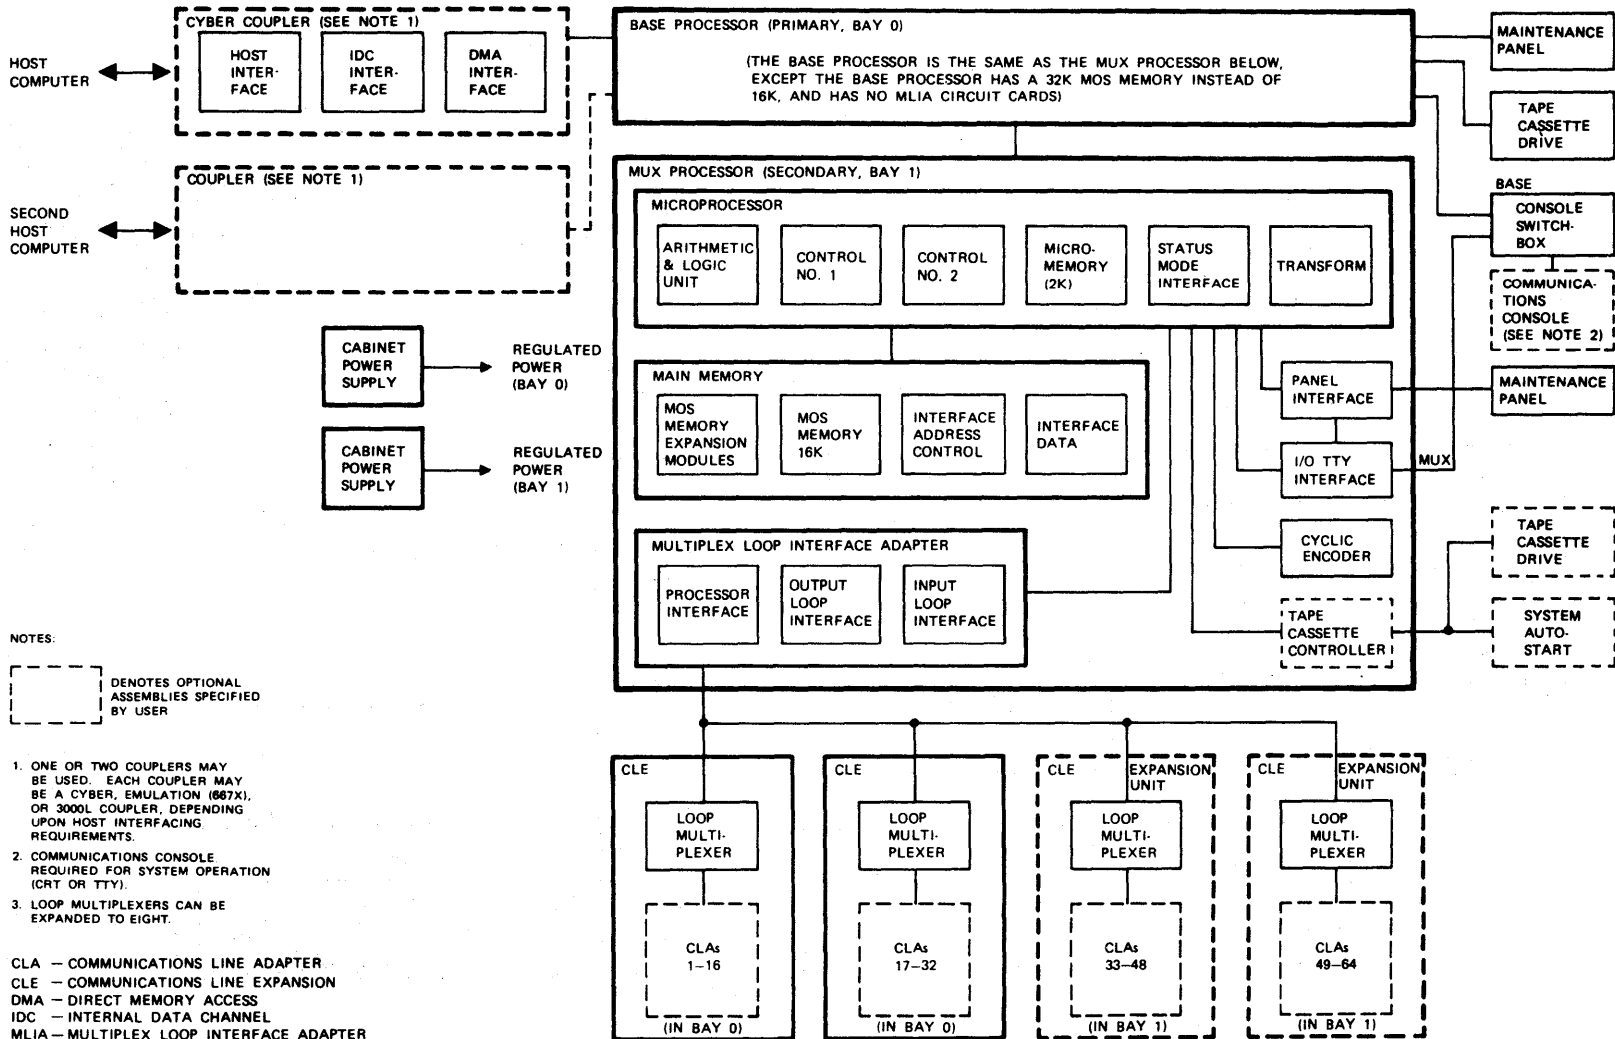 HOST
COMPUTER
CYBER COUPLER (SEE NOTE 1)
HOST
INTER-
FACE
IDC
INTER-
FACE
DMA
INTER-
FACE
BASE PROCESSOR (PRIMARY, BAY 0)
(THE BASE PROCESSOR IS THE SAME AS THE MUX PROCESSOR BELOW,
EXCEPT THE BASE PROCESSOR HAS A 32K MOS MEMORY INSTEAD OF
16K, AND HAS NO MLIA CIRCUIT CARDS)
MAINTENANCE
PANEL
TAPE
CASSETTE
DRIVE
SECOND
HOST
COMPUTER
COUPLER (SEE NOTE 1)
MUX PROCESSOR (SECONDARY, BAY 1)
MICROPROCESSOR
ARITHMETIC
& LOGIC
UNIT
CONTROL
NO. 1
CONTROL
NO. 2
MICRO-
MEMORY
(2K)
STATUS
MODE
INTERFACE
TRANSFORM
BASE
CONSOLE
SWITCH-
BOX
COMMUNICA-
TIONS
CONSOLE
(SEE NOTE 2)
CABINET
POWER
SUPPLY
REGULATED
POWER
(BAY 0)
CABINET
POWER
SUPPLY
REGULATED
POWER
(BAY 1)
MAIN MEMORY
MOS
MEMORY
EXPANSION
MODULES
MOS
MEMORY
16K
INTERFACE
ADDRESS
CONTROL
INTERFACE
DATA
PANEL
INTERFACE
MAINTENANCE
PANEL
I/O TTY
INTERFACE
MUX
MULTIPLEX LOOP INTERFACE ADAPTER
PROCESSOR
INTERFACE
OUTPUT
LOOP
INTERFACE
INPUT
LOOP
INTERFACE
CYCLIC
ENCODER
TAPE
CASSETTE
CONTROLLER
TAPE
CASSETTE
DRIVE
SYSTEM
AUTO-
START
NOTES:
DENOTES OPTIONAL
ASSEMBLIES SPECIFIED
BY USER
1. ONE OR TWO COUPLERS MAY
BE USED. EACH COUPLER MAY
BE A CYBER, EMULATION (667X),
OR 3000L COUPLER, DEPENDING
UPON HOST INTERFACING
REQUIREMENTS.
2. COMMUNICATIONS CONSOLE
REQUIRED FOR SYSTEM OPERATION
(CRT OR TTY).
3. LOOP MULTIPLEXERS CAN BE
EXPANDED TO EIGHT.
CLA — COMMUNICATIONS LINE ADAPTER
CLE — COMMUNICATIONS LINE EXPANSION
DMA — DIRECT MEMORY ACCESS
IDC — INTERNAL DATA CHANNEL
MLIA — MULTIPLEX LOOP INTERFACE ADAPTER
CLE
LOOP
MULTI-
PLEXER
CLAs
1—16
(IN BAY 0)
CLE
LOOP
MULTI-
PLEXER
CLAs
17—32
(IN BAY 0)
CLE
EXPANSION
UNIT
LOOP
MULTI-
PLEXER
CLAs
33—48
(IN BAY 1)
CLE
EXPANSION
UNIT
LOOP
MULTI-
PLEXER
CLAs
49—64
(IN BAY 1)